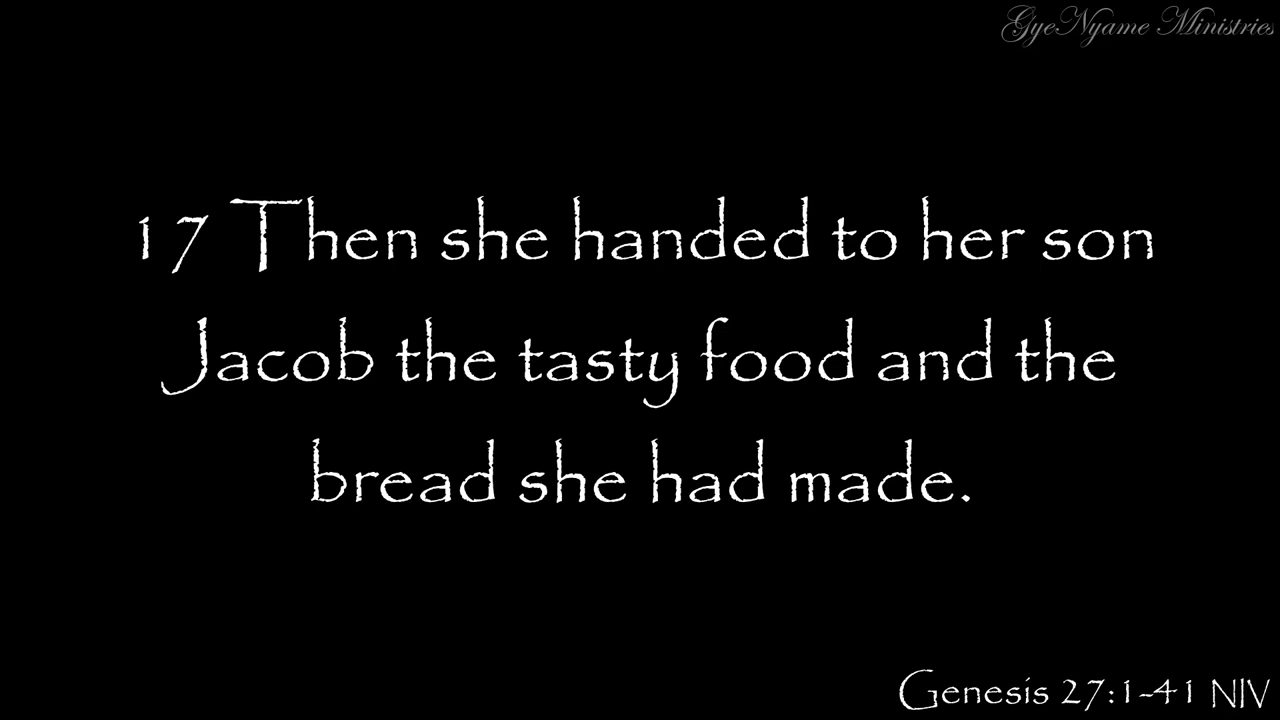 GyeNyame Ministries
17 Then she handed to her son
Jacob the tasty food and the
bread she had made.
Genesis 27:1-41 NIV